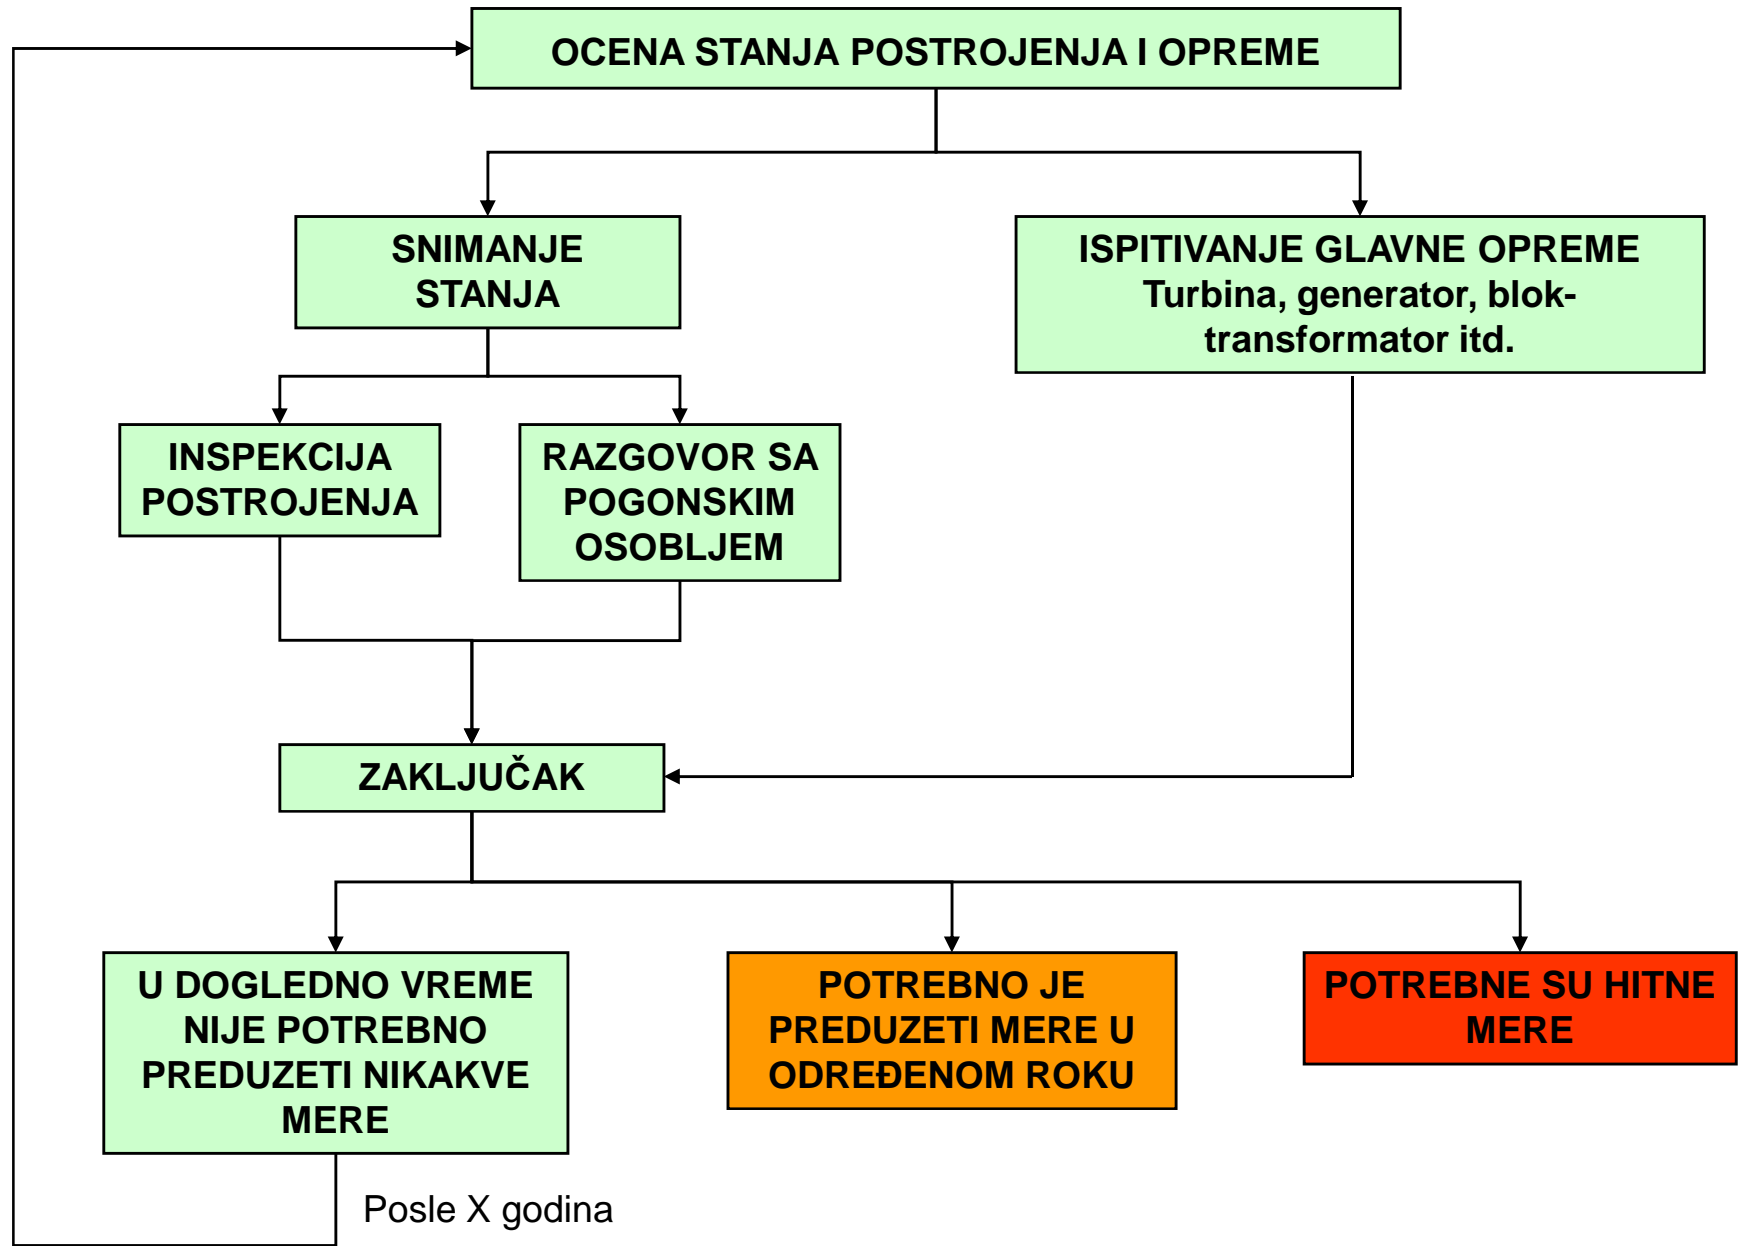 OCENA STANJA POSTROJENJA I OPREME
SNIMANJE
STANJA
ISPITIVANJE GLAVNE OPREME
Turbina, generator, blok-
transformator itd.
INSPEKCIJA
POSTROJENJA
RAZGOVOR SA
POGONSKIM
OSOBLJEM
ZAKLJUČAK
U DOGLEDNO VREME
NIJE POTREBNO
PREDUZETI NIKAKVE
MERE
POTREBNO JE
PREDUZETI MERE U
ODREĐENOM ROKU
POTREBNE SU HITNE
MERE
Posle X godina